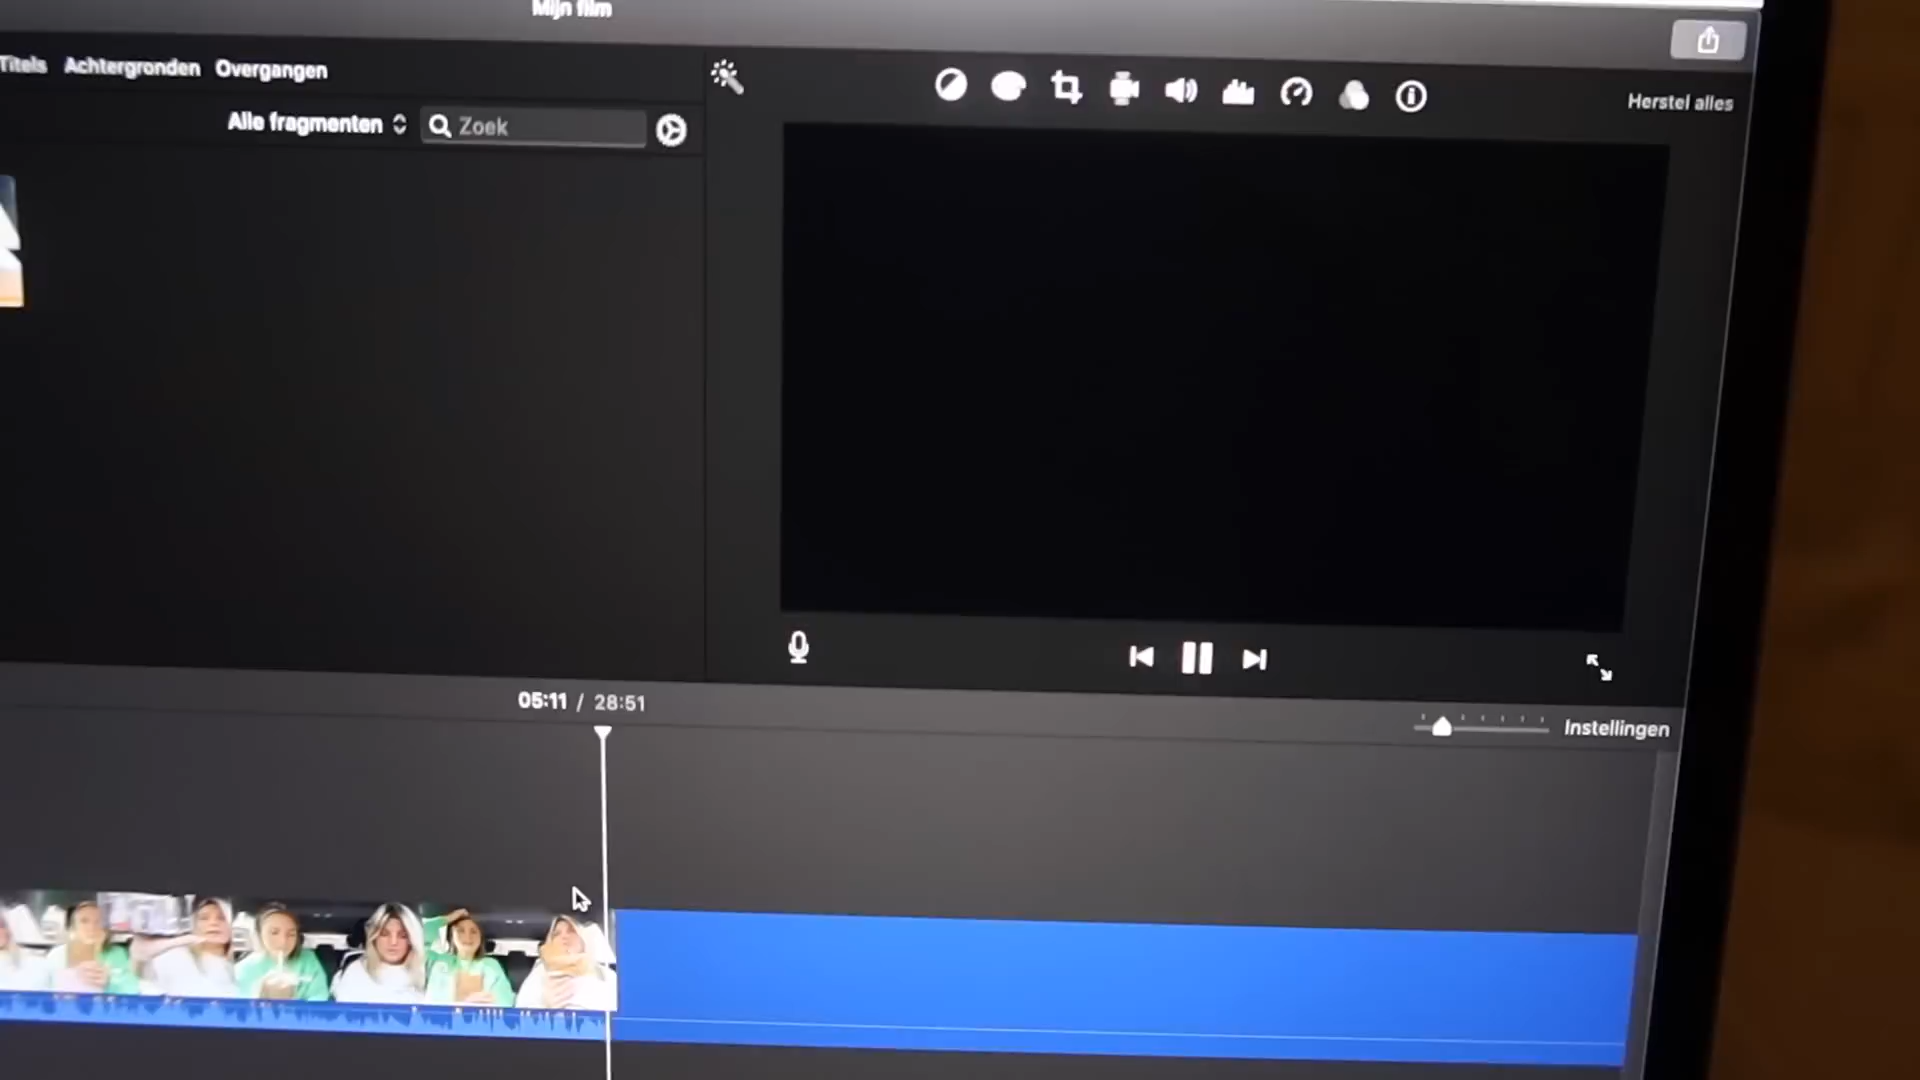 Mijn film
Titels Achtergronden Overgangen
Alle fragmenten Zoek
Herstel alles
05:11 / 28:51
Instellingen